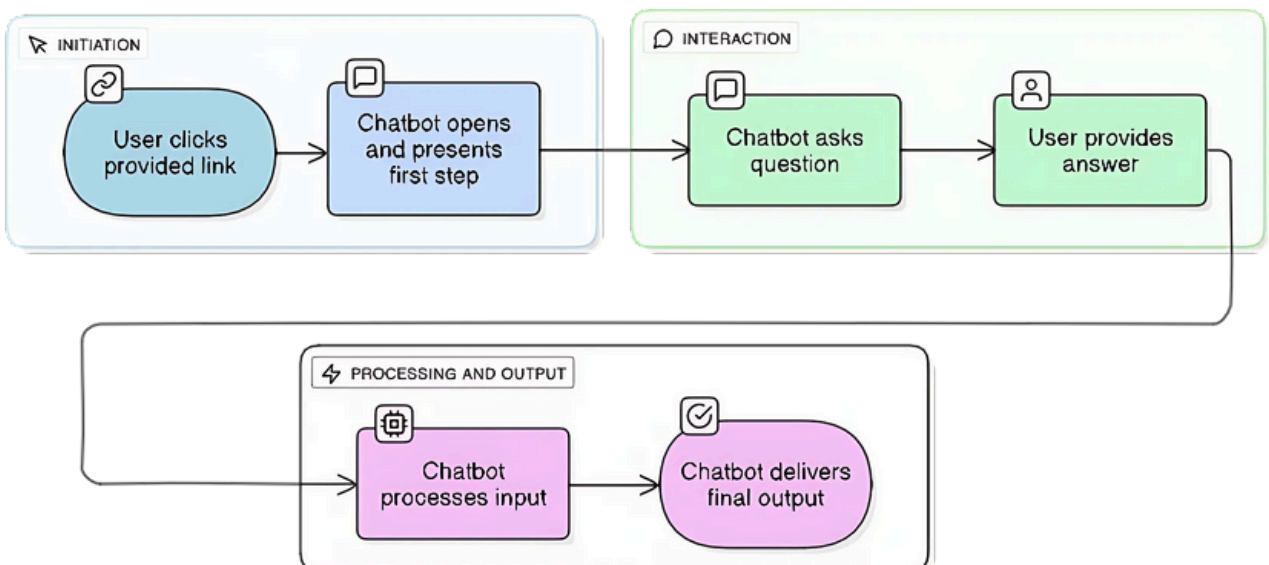 INITIATION
User clicks
provided link
Chatbot opens
and presents
first step
INTERACTION
Chatbot asks
question
User provides
answer
PROCESSING AND OUTPUT
Chatbot
processes input
Chatbot delivers
final output